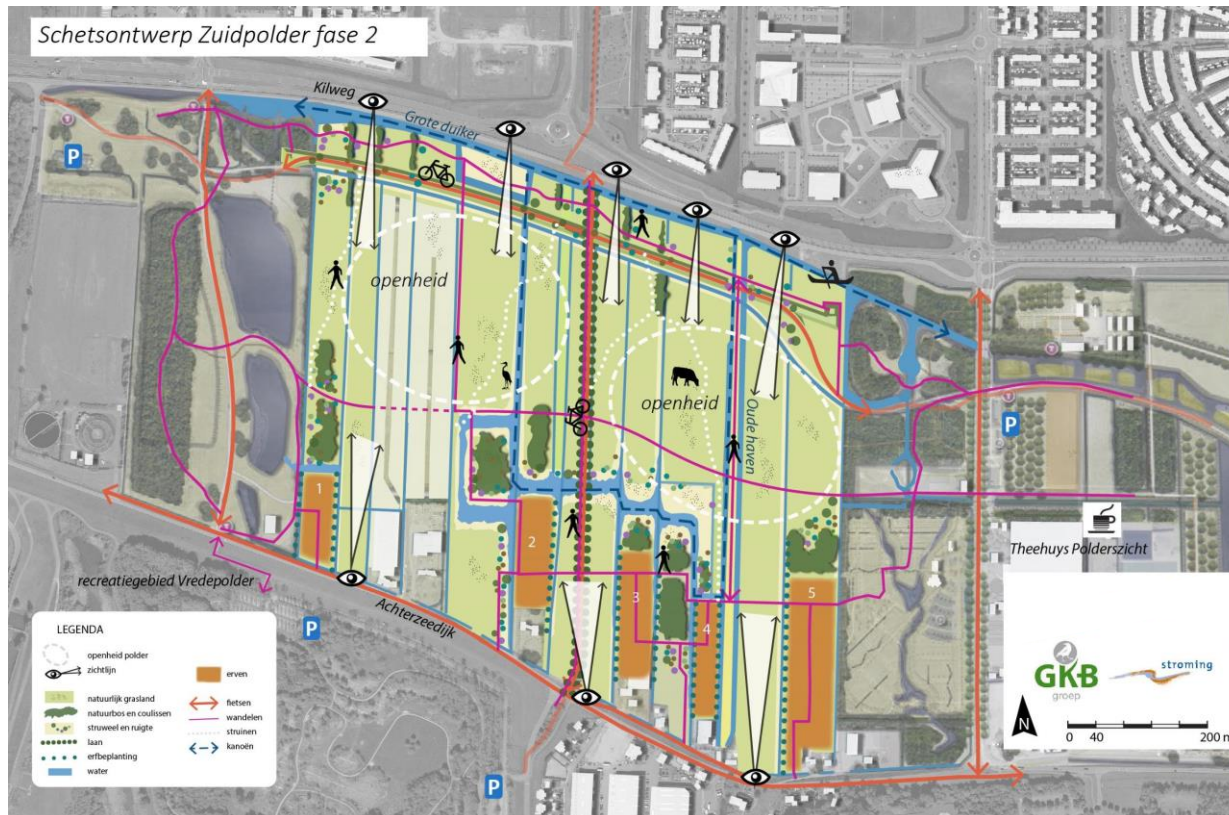 Schetsontwerp Zuidpolder fase 2
Kilweg
Grote duiker
P
openheid
openheid
Oude haven
P
1
2
3
4
5
Theehuys Polderszicht
recreatiegebied Vredepolder
Achterzeedijk
P
P
LEGENDA
openheid polder
zichtlijn
natuurlijk grasland
natuurbos en coulissen
struweel en ruigte
laan
erfbeplanting
water
erven
fietsen
wandelen
struinen
kanoën
GKB
groep
strøming
N
0 40 200 m